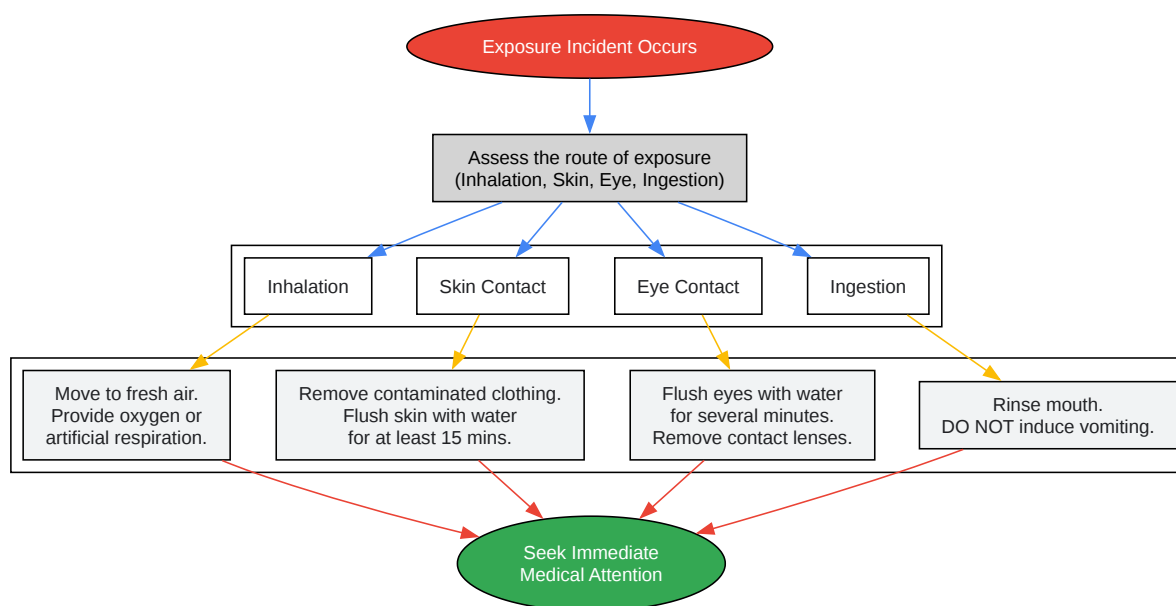 Exposure Incident Occurs
Assess the route of exposure
(Inhalation, Skin, Eye, Ingestion)
Inhalation
Skin Contact
Eye Contact
Ingestion
Move to fresh air.
Provide oxygen or
artificial respiration.
Remove contaminated clothing.
Flush skin with water
for at least 15 mins.
Flush eyes with water
for several minutes.
Remove contact lenses.
Rinse mouth.
DO NOT induce vomiting.
Seek Immediate
Medical Attention